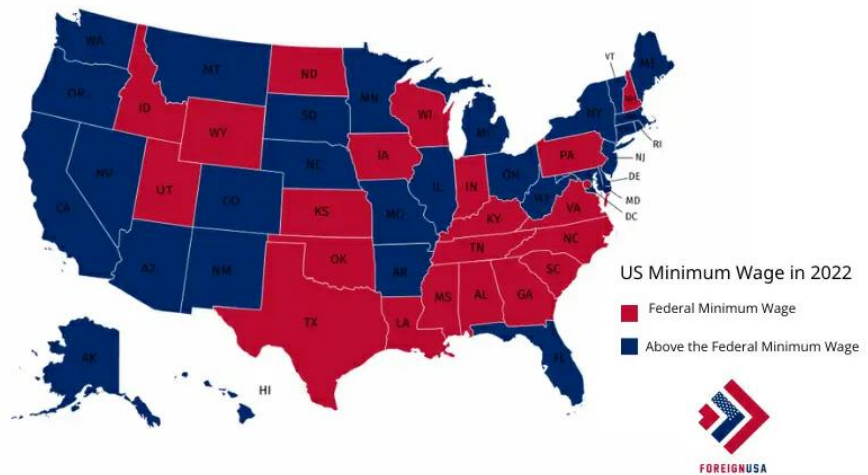 WA
MT
ND
MN
VT
ME
OR
ID
SD
WI
MI
NY
NH
WY
RI
IA
PA
NJ
NV
NE
OH
UT
IL
IN
DE
CO
WV
MD
CA
KS
MO
KY
VA
DC
NC
TN
OK
AZ
NM
AR
SC
MS
AL
GA
TX
LA
FL
AK
HI
US Minimum Wage in 2022
Federal Minimum Wage
Above the Federal Minimum Wage
FOREIGNUSA